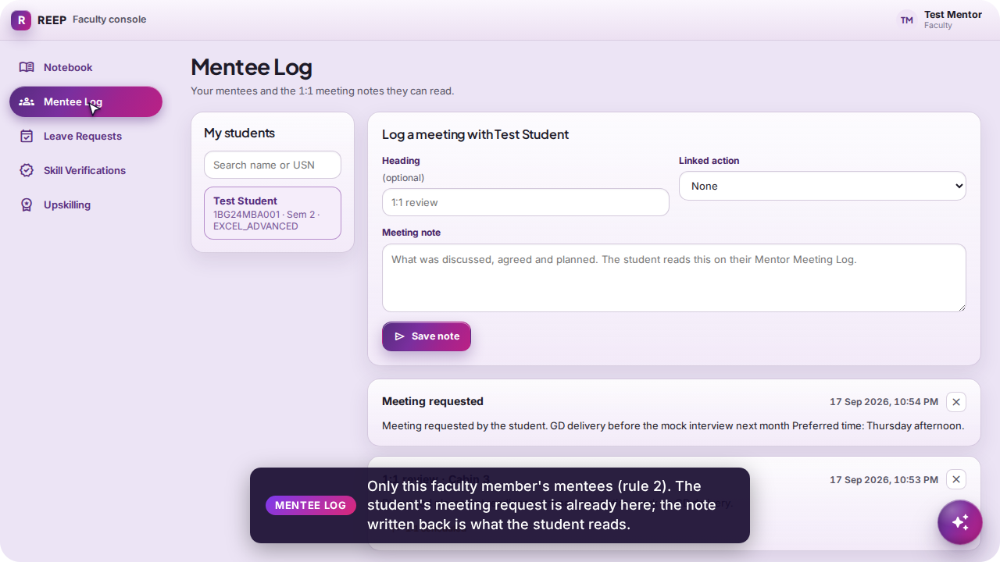 R REEP Faculty console
TM Test Mentor
Faculty
Notebook
Mentee Log
Leave Requests
Skill Verifications
Upskilling
Mentee Log
Your mentees and the 1:1 meeting notes they can read.
My students
Search name or USN
Test Student
1BG24MBA001 · Sem 2 ·
EXCEL_ADVANCED
Log a meeting with Test Student
Heading
(optional)
1:1 review
Linked action
None
Meeting note
What was discussed, agreed and planned. The student reads this on their Mentor Meeting Log.
Save note
Meeting requested
17 Sep 2026, 10:54 PM
Meeting requested by the student. GD delivery before the mock interview next month Preferred time: Thursday afternoon.
1:1 review · Cabin 3
17 Sep 2026, 10:53 PM
MENTEE LOG
Only this faculty member's mentees (rule 2). The
student's meeting request is already here; the note
written back is what the student reads.